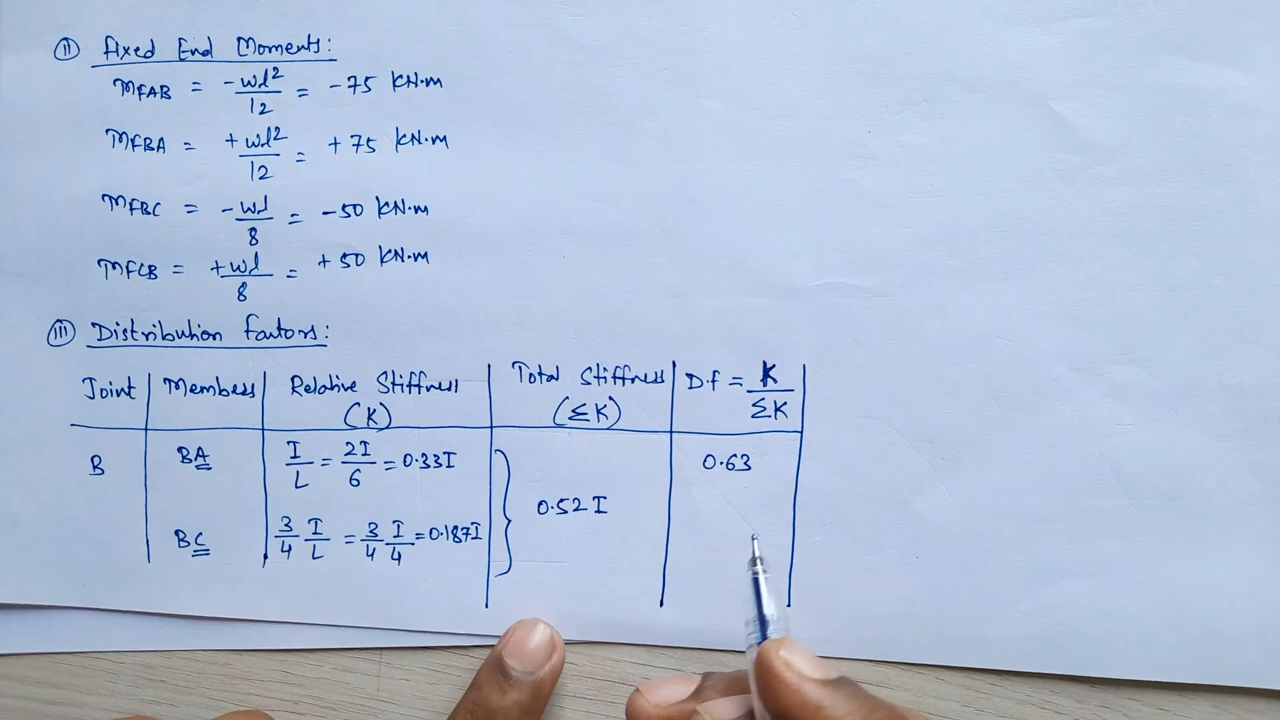 (II) Fixed End Moments:
MFAB = -wl²/12 = -75 KN.m
MFBA = +wl²/12 = +75 KN.m
MFBC = -wl/8 = -50 KN.m
MFCB = +wl/8 = +50 KN.m
(III) Distribution factors:
Joint | Members | Relative Stiffness (K) | Total Stiffness (ΣK) | D.f = K/ΣK
B | BA | I/L = 2I/6 = 0.33I | 0.52 I | 0.63
BC | 3/4 I/L = 3/4 I/4 = 0.187I